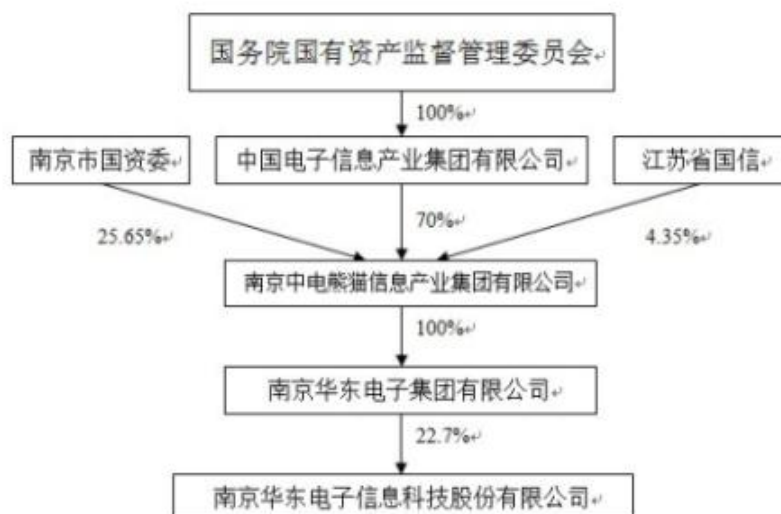 国务院国有资产监督管理委员会
100%
南京市国资委
中国电子信息产业集团有限公司
江苏省国信
25.65%
70%
4.35%
南京中电熊猫信息产业集团有限公司
100%
南京华东电子集团有限公司
22.7%
南京华东电子信息科技股份有限公司